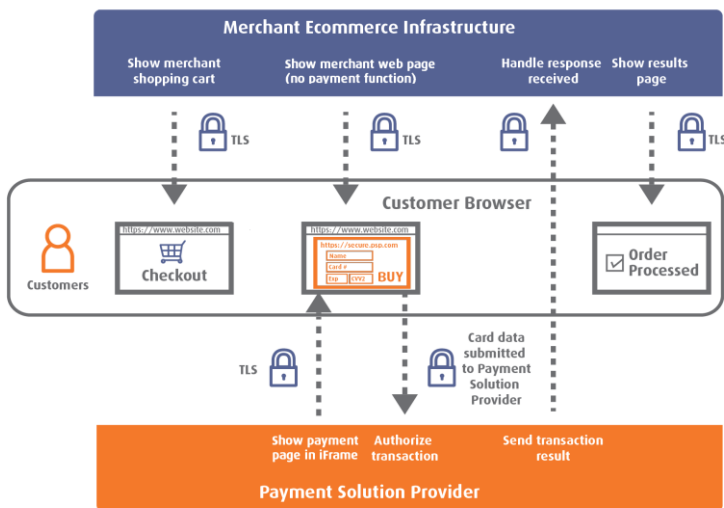 Merchant Ecommerce Infrastructure
Show merchant
shopping cart
Show merchant web page
(no payment function)
Handle response
received
Show results
page
TLS
TLS
TLS
Customer Browser
Customers
https://www.website.com
Checkout
https://www.website.com
https://secure.psp.com
Name
Card #
Exp
CVV2
BUY
Order
Processed
TLS
Card data
submitted
to Payment
Solution
Provider
Show payment
page in iFrame
Authorize
transaction
Send transaction
result
Payment Solution Provider